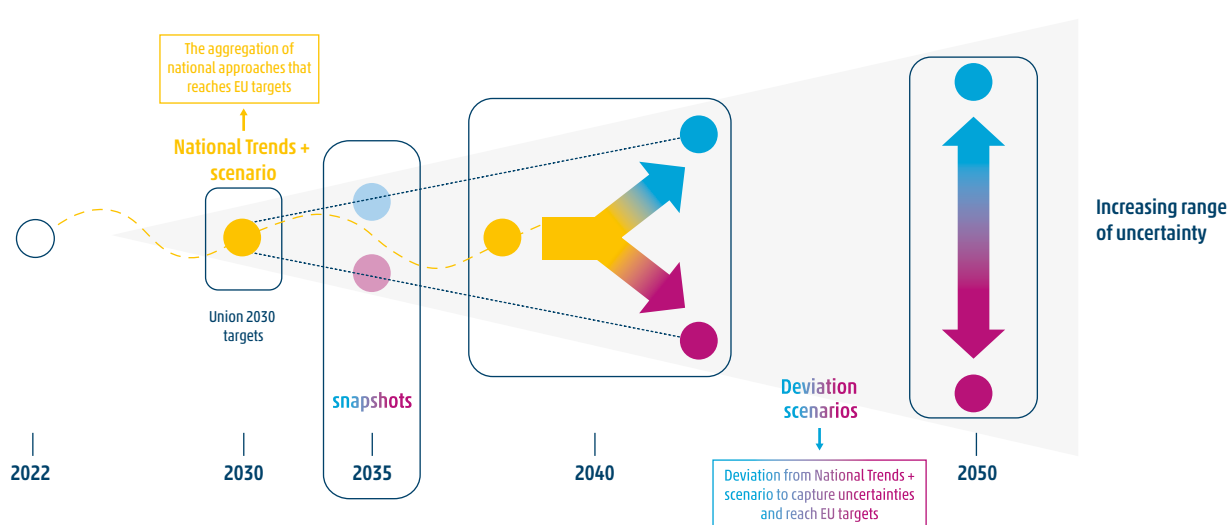 The aggregation of
national approaches that
reaches EU targets
National Trends +
scenario
Union 2030
targets
snapshots
Deviation
scenarios
Deviation from National Trends +
scenario to capture uncertainties
and reach EU targets
Increasing range
of uncertainty
2022
2030
2035
2040
2050